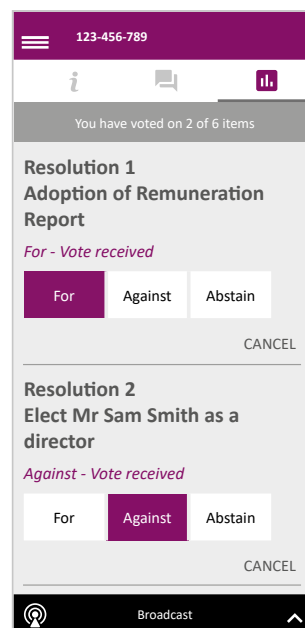 123-456-789
i
You have voted on 2 of 6 items
Resolution 1
Adoption of Remuneration
Report
For - Vote received
For Against Abstain
CANCEL
Resolution 2
Elect Mr Sam Smith as a
director
Against - Vote received
For Against Abstain
CANCEL
Broadcast